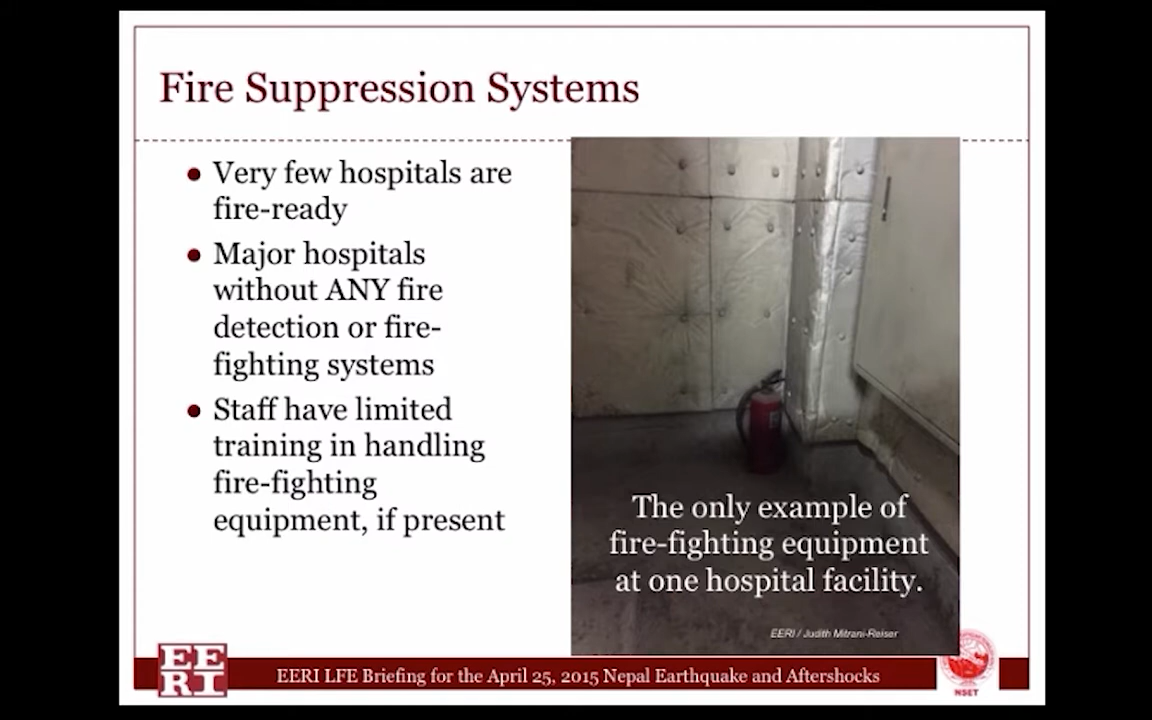 Fire Suppression Systems
Very few hospitals are
fire-ready
Major hospitals
without ANY fire
detection or fire-
fighting systems
Staff have limited
training in handling
fire-fighting
equipment, if present
The only example of
fire-fighting equipment
at one hospital facility.
EERI / Judith Mitrani-Reiser
EE
RI
EERI LFE Briefing for the April 25, 2015 Nepal Earthquake and Aftershocks
NSET